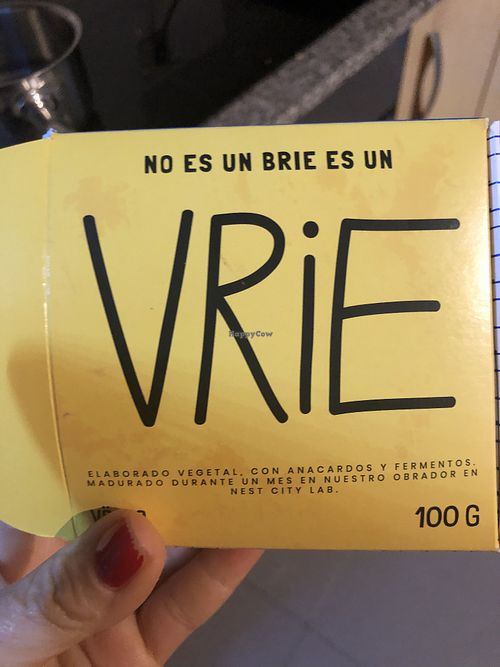 NO ES UN BRIE ES UN
VRiE
HappyCow
ELABORADO VEGETAL, CON ANACARDOS Y FERMENTOS.
MADURADO DURANTE UN MES EN NUESTRO OBRADOR EN
NEST CITY LAB.
100 G